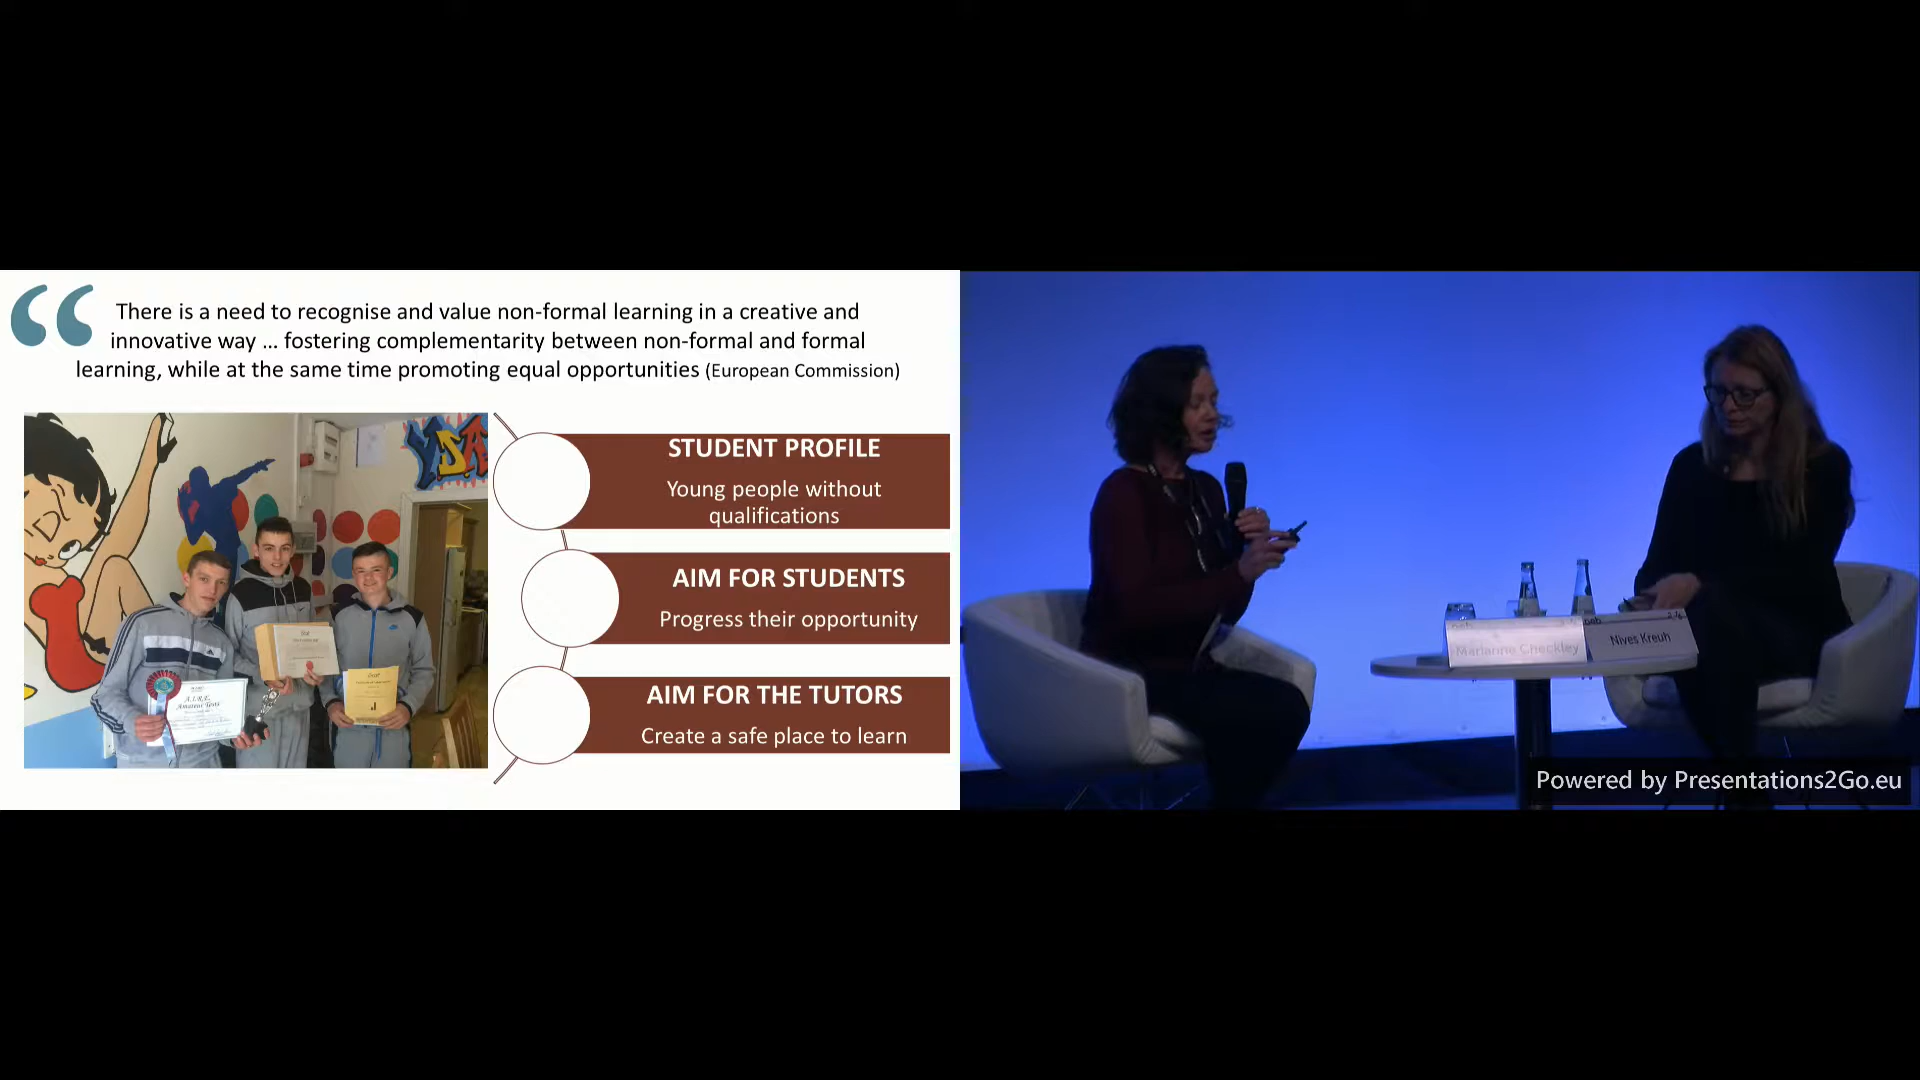 There is a need to recognise and value non-formal learning in a creative and
innovative way ... fostering complementarity between non-formal and formal
learning, while at the same time promoting equal opportunities (European Commission)
YSA
A.I.R.E.
Amateur Tests
STUDENT PROFILE
Young people without
qualifications
AIM FOR STUDENTS
Progress their opportunity
AIM FOR THE TUTORS
Create a safe place to learn
Marianne Checkley
Nives Kreuh
Powered by Presentations2Go.eu